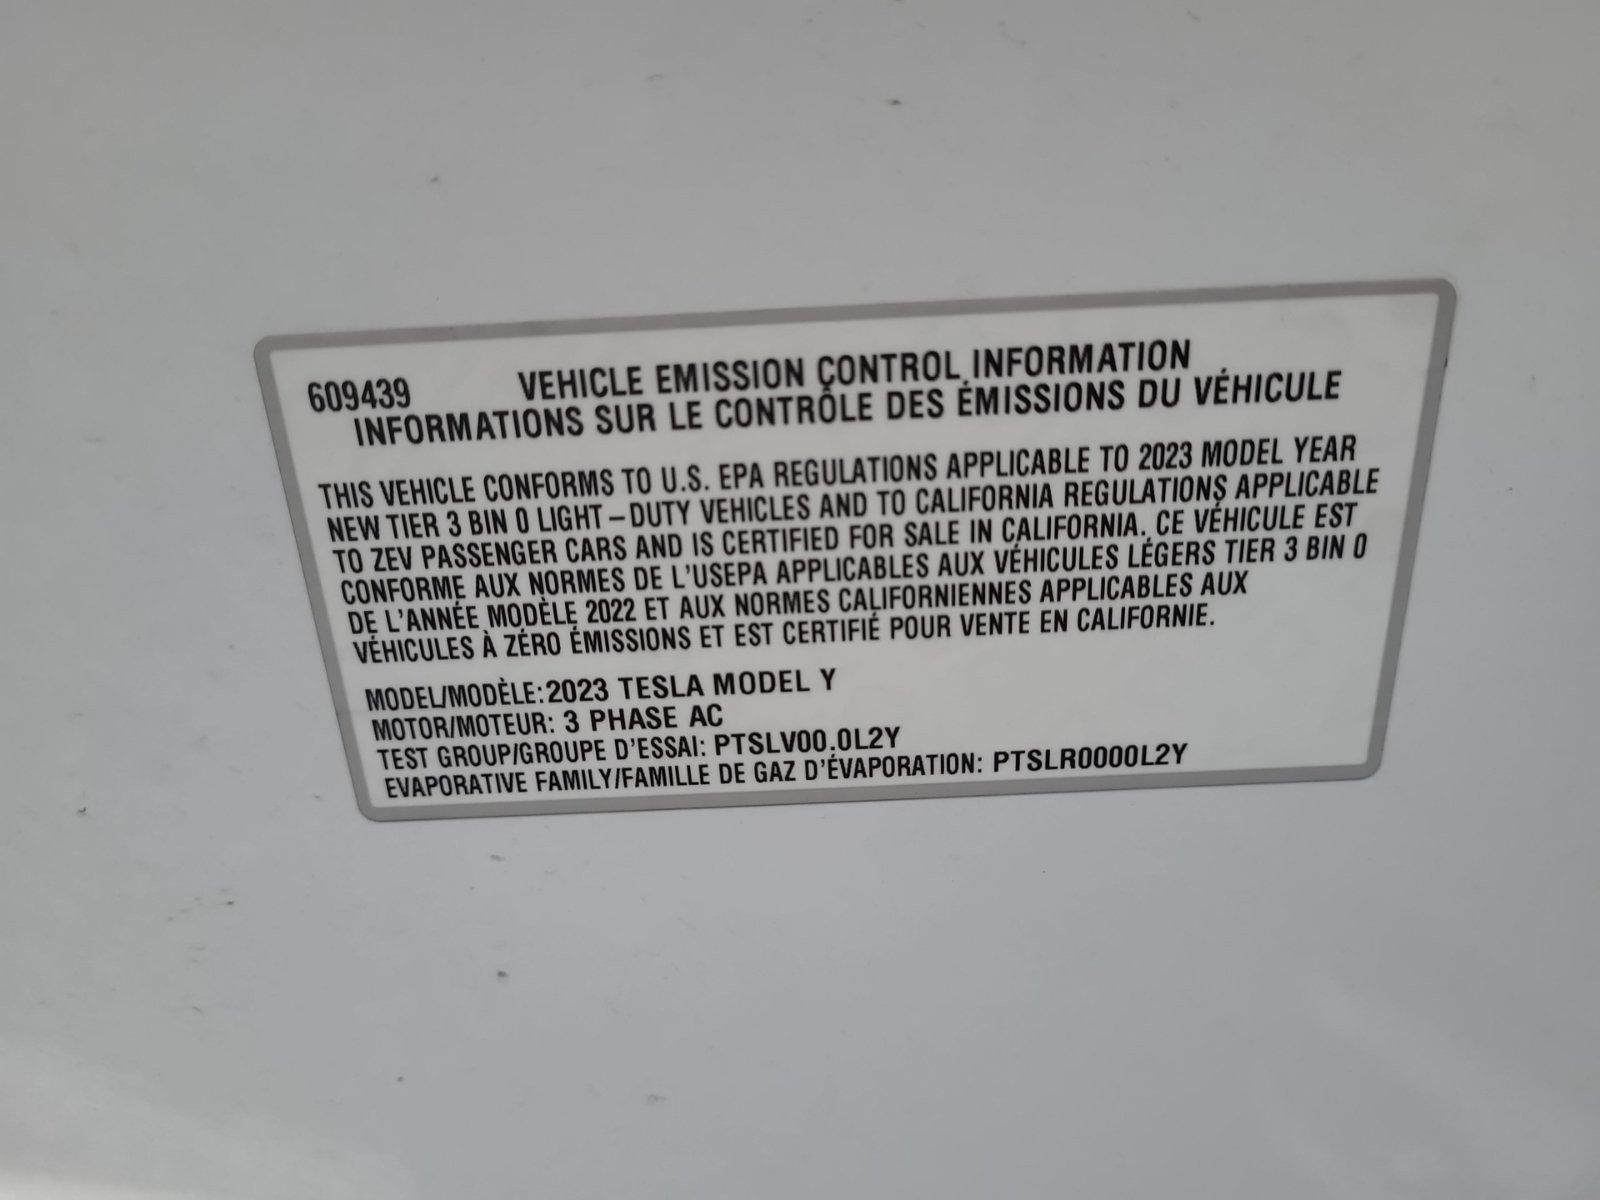 609439 VEHICLE EMISSION CONTROL INFORMATION
INFORMATIONS SUR LE CONTRÔLE DES ÉMISSIONS DU VÉHICULE
THIS VEHICLE CONFORMS TO U.S. EPA REGULATIONS APPLICABLE TO 2023 MODEL YEAR
NEW TIER 3 BIN 0 LIGHT-DUTY VEHICLES AND TO CALIFORNIA REGULATIONS APPLICABLE
TO ZEV PASSENGER CARS AND IS CERTIFIED FOR SALE IN CALIFORNIA. CE VÉHICULE EST
CONFORME AUX NORMES DE L'USEPA APPLICABLES AUX VÉHICULES LÉGERS TIER 3 BIN 0
DE L'ANNÉE MODÈLE 2022 ET AUX NORMES CALIFORNIENNES APPLICABLES AUX
VÉHICULES À ZÉRO ÉMISSIONS ET EST CERTIFIÉ POUR VENTE EN CALIFORNIE.
MODEL/MODÈLE:2023 TESLA MODEL Y
MOTOR/MOTEUR: 3 PHASE AC
TEST GROUP/GROUPE D'ESSAI: PTSLV00.0L2Y
EVAPORATIVE FAMILY/FAMILLE DE GAZ D'ÉVAPORATION: PTSLR0000L2Y